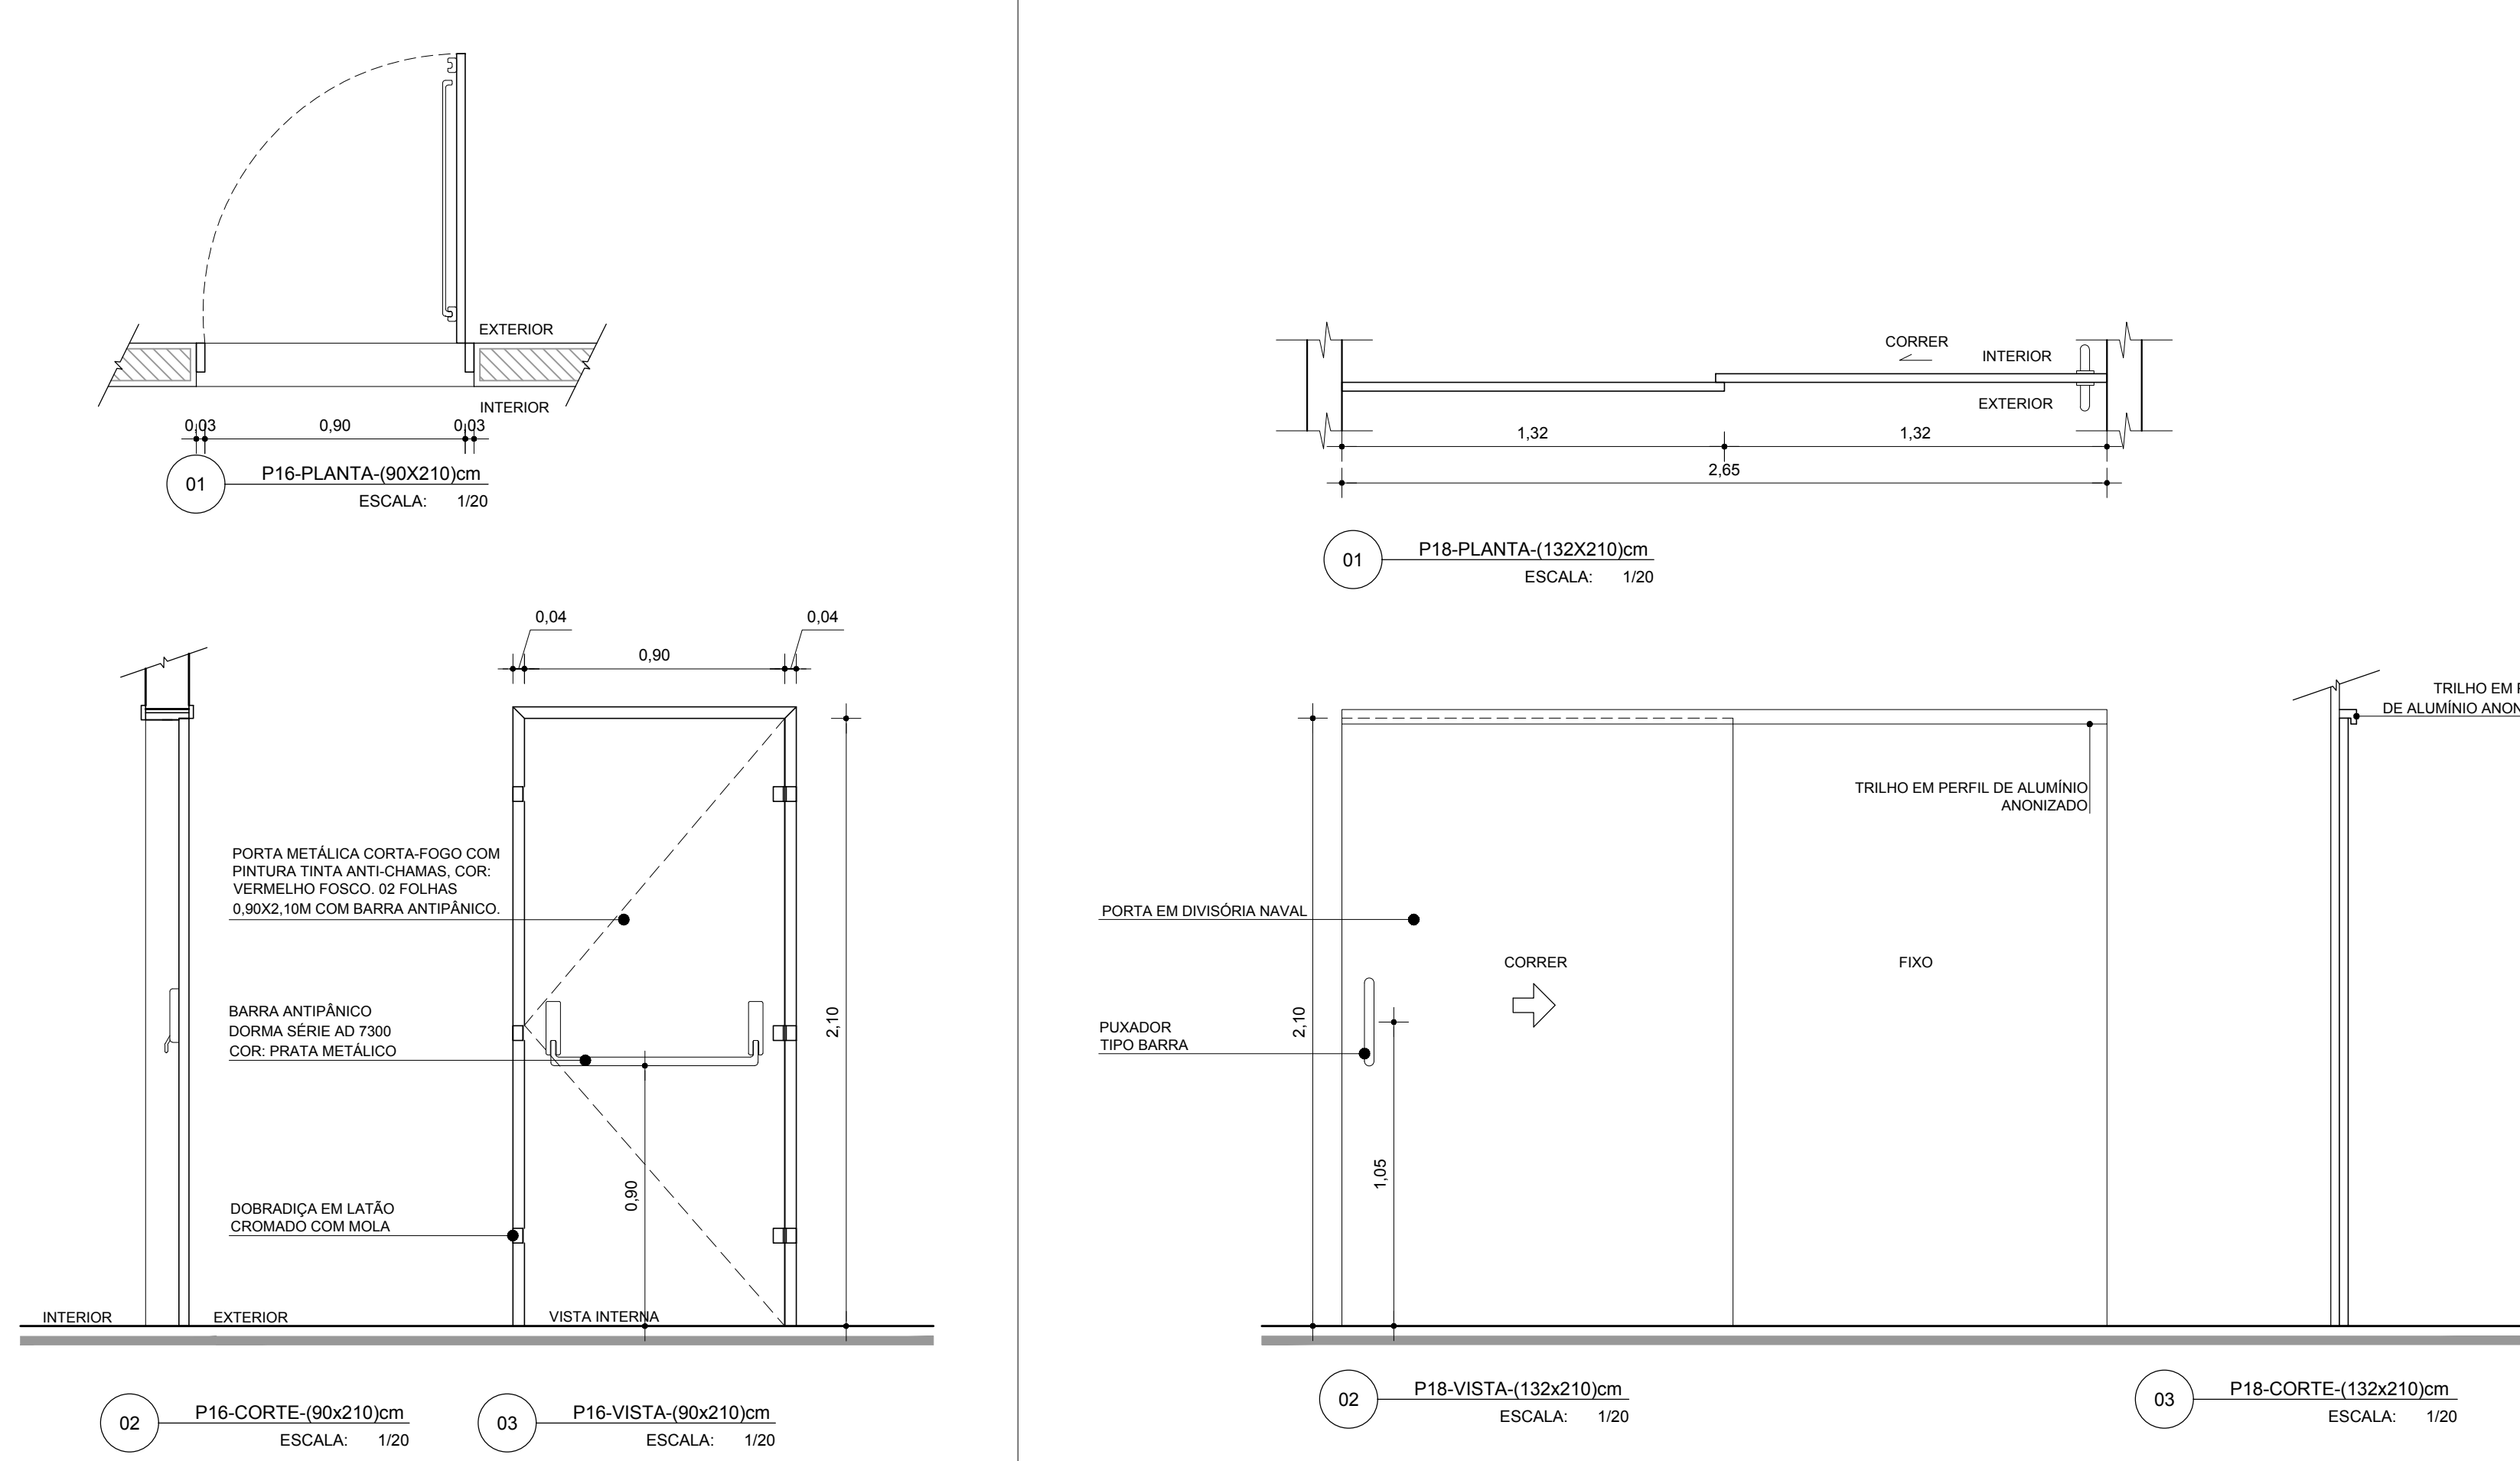 EXTERIOR
INTERIOR
0,03
0,90
0,03
01
P16-PLANTA-(90X210)cm
ESCALA: 1/20
0,04
0,04
0,90
PORTA METÁLICA CORTA-FOGO COM
PINTURA TINTA ANTI-CHAMAS, COR:
VERMELHO FOSCO. 02 FOLHAS
0,90X2,10M COM BARRA ANTIPÂNICO.
BARRA ANTIPÂNICO
DORMA SÉRIE AD 7300
COR: PRATA METÁLICO
2,10
0,90
DOBRADIÇA EM LATÃO
CROMADO COM MOLA
INTERIOR
EXTERIOR
VISTA INTERNA
02
P16-CORTE-(90x210)cm
ESCALA: 1/20
03
P16-VISTA-(90x210)cm
ESCALA: 1/20
CORRER
INTERIOR
EXTERIOR
1,32
1,32
2,65
01
P18-PLANTA-(132X210)cm
ESCALA: 1/20
TRILHO EM PERFIL DE ALUMÍNIO
ANONIZADO
PORTA EM DIVISÓRIA NAVAL
CORRER
FIXO
PUXADOR
TIPO BARRA
2,10
1,05
02
P18-VISTA-(132x210)cm
ESCALA: 1/20
TRILHO EM
DE ALUMÍNIO
03
P18-CORTE-(132x210)cm
ESCALA: 1/20